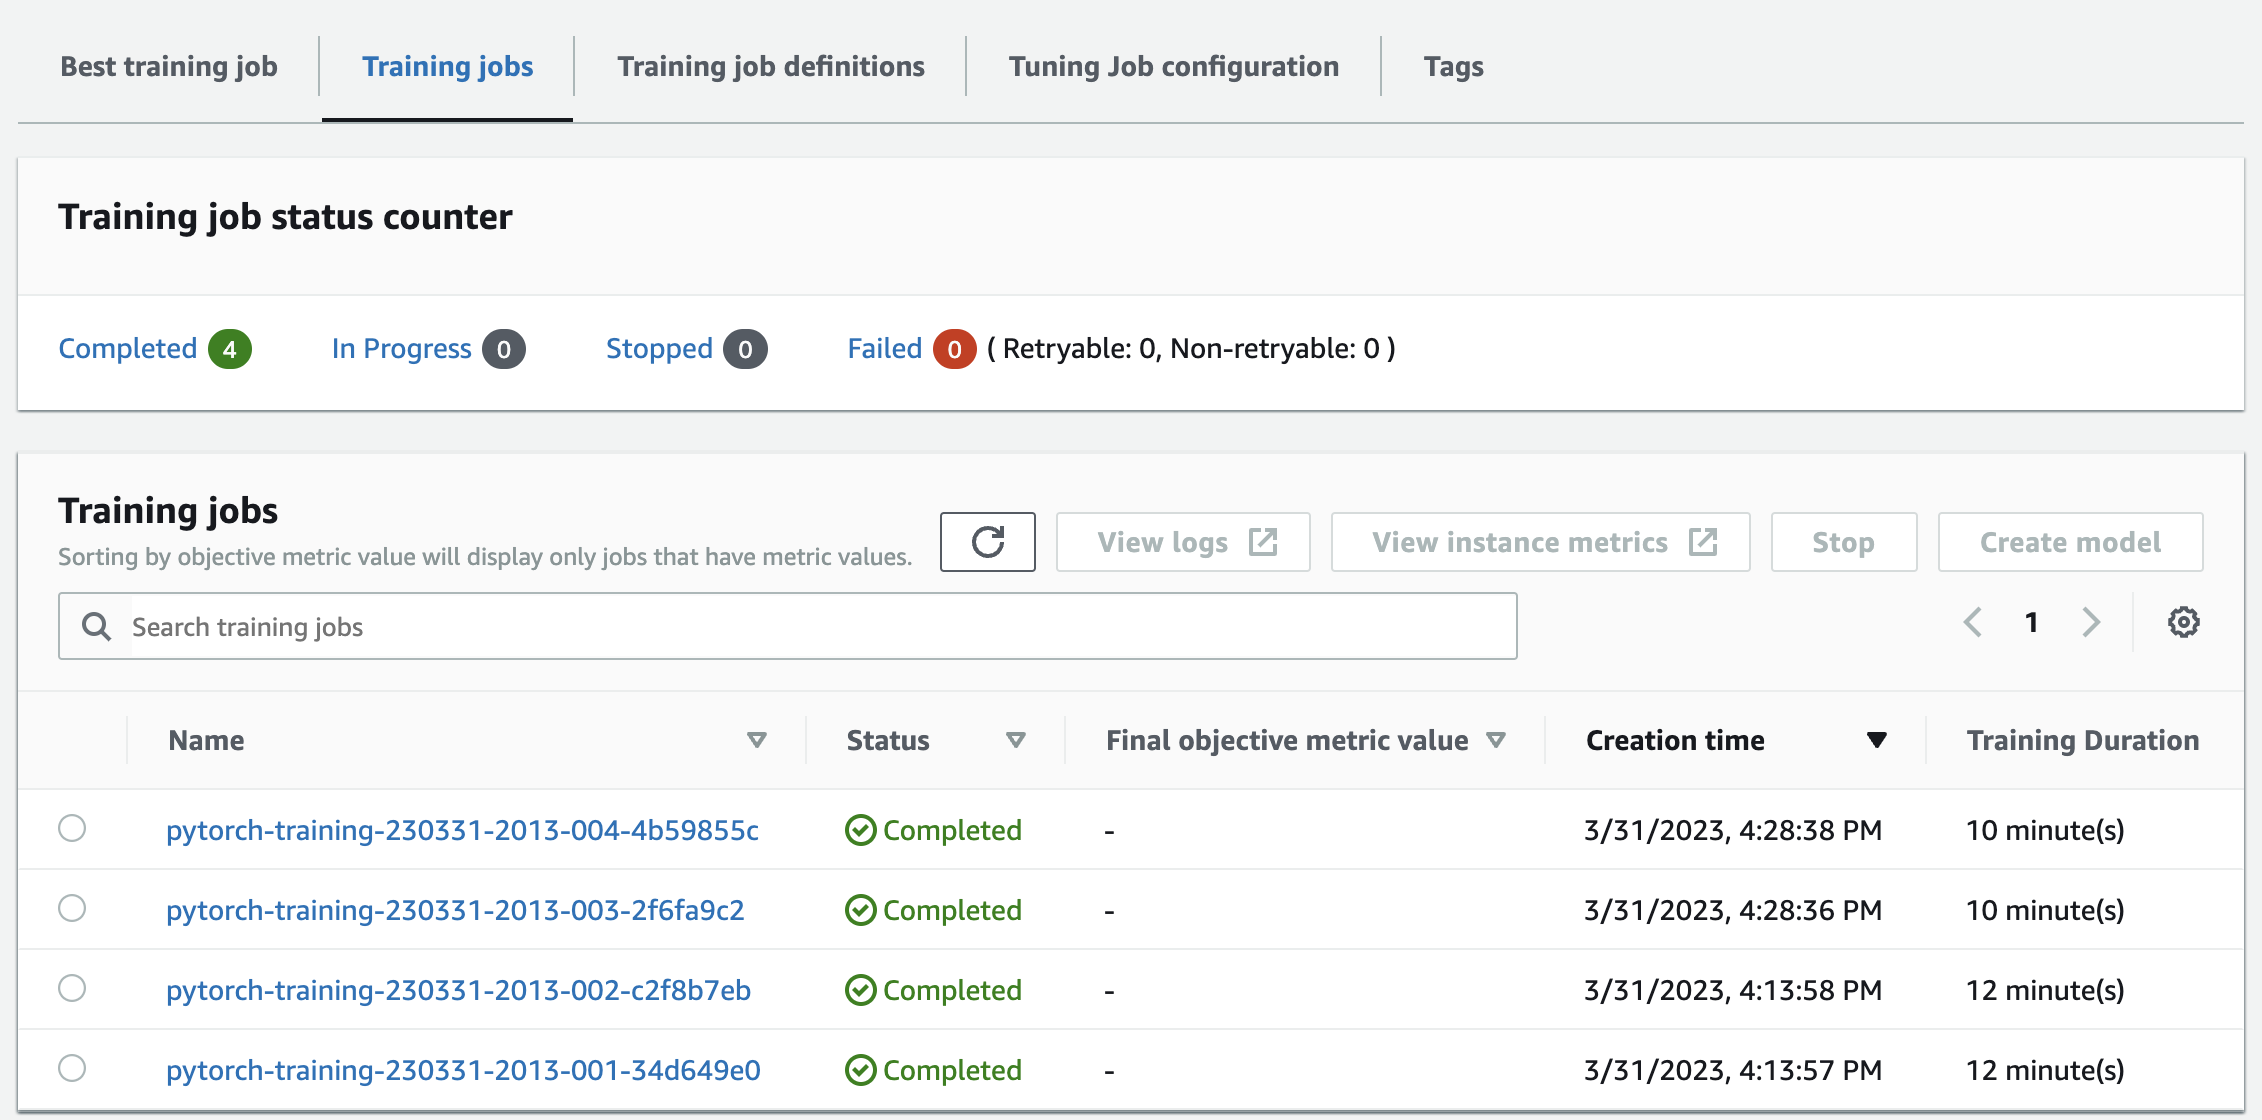 Best training job Training jobs Training job definitions Tuning Job configuration Tags
Training job status counter
Completed 4 In Progress 0 Stopped 0 Failed 0 ( Retryable: 0, Non-retryable: 0 )
Training jobs
Sorting by objective metric value will display only jobs that have metric values.
View logs View instance metrics Stop Create model
Search training jobs
1
Name Status Final objective metric value Creation time Training Duration
pytorch-training-230331-2013-004-4b59855c Completed - 3/31/2023, 4:28:38 PM 10 minute(s)
pytorch-training-230331-2013-003-2f6fa9c2 Completed - 3/31/2023, 4:28:36 PM 10 minute(s)
pytorch-training-230331-2013-002-c2f8b7eb Completed - 3/31/2023, 4:13:58 PM 12 minute(s)
pytorch-training-230331-2013-001-34d649e0 Completed - 3/31/2023, 4:13:57 PM 12 minute(s)